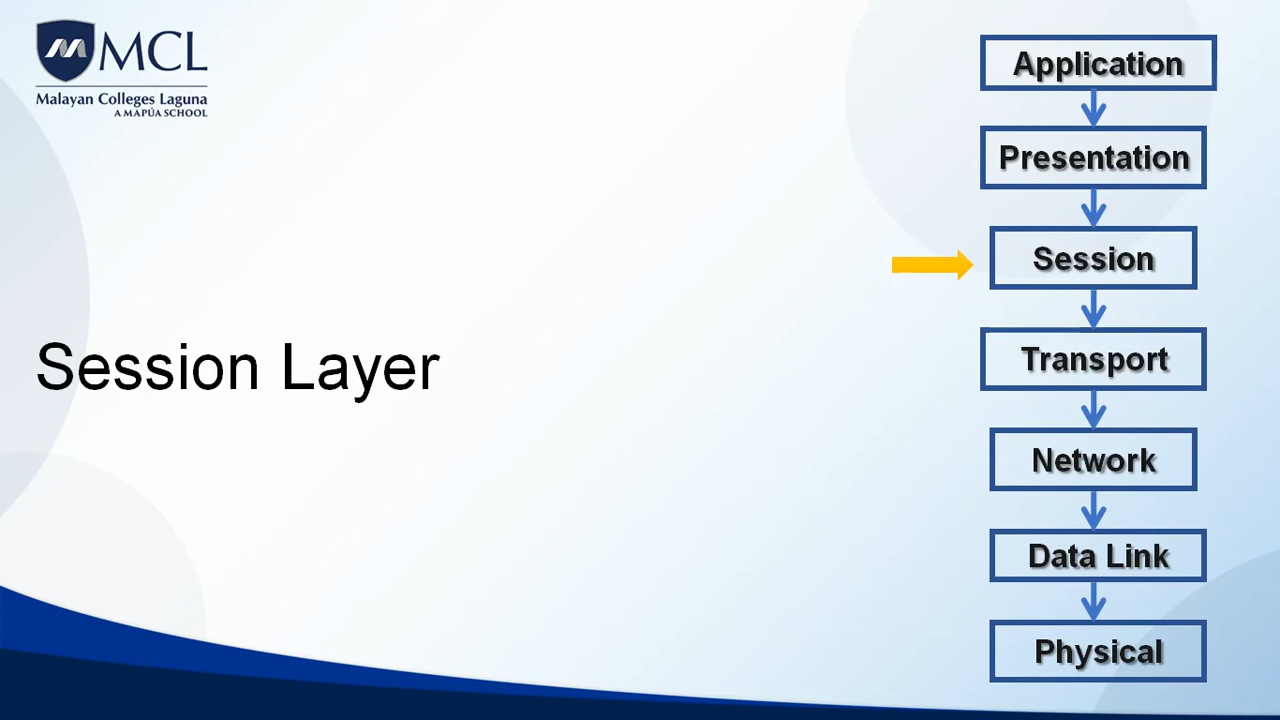 MCL
Malayan Colleges Laguna
A MAPÚA SCHOOL
Session Layer
Application
Presentation
Session
Transport
Network
Data Link
Physical